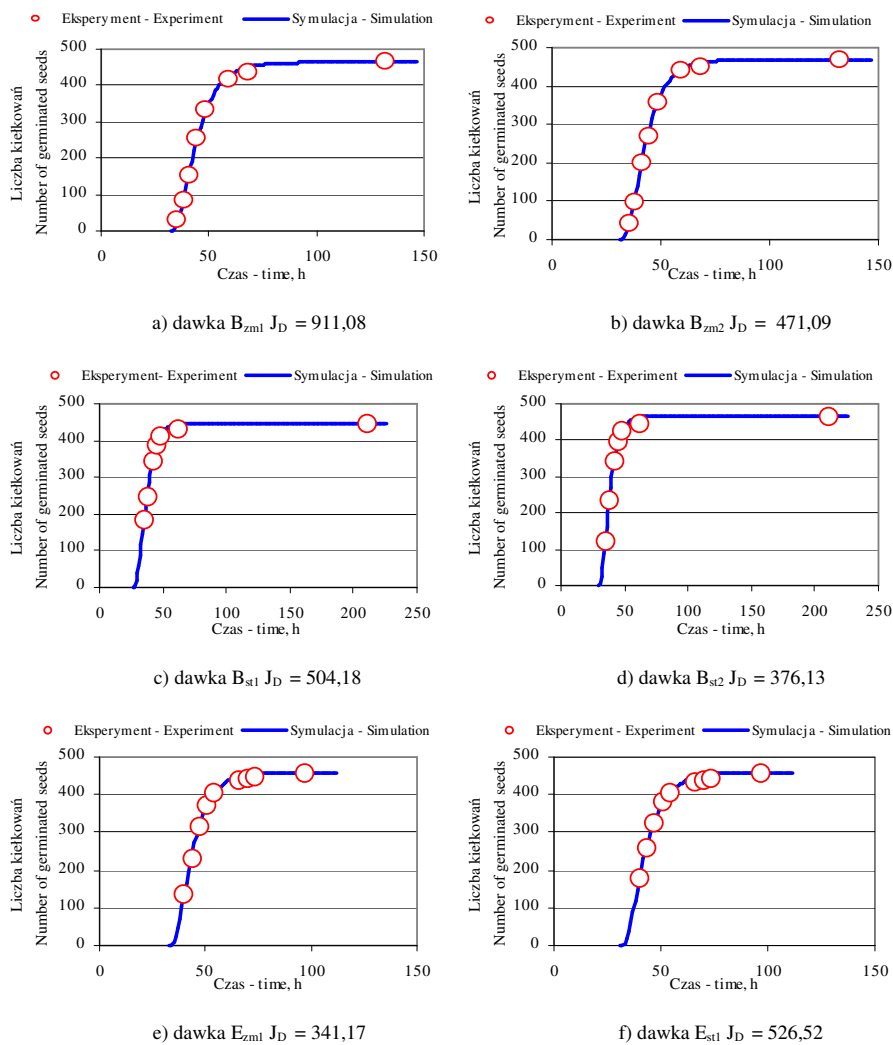 Eksperyment - Experiment Symulacja - Simulation
Liczba kiełkowań
Number of germinated seeds
500
400
300
200
100
0
0 50 100 150
Czas - time, h
a) dawka Bzm1 JD = 911,08
Eksperyment - Experiment Symulacja - Simulation
Liczba kiełkowań
Number of germinated seeds
500
400
300
200
100
0
0 50 100 150
Czas - time, h
b) dawka Bzm2 JD = 471,09
Eksperyment- Experiment Symulacja - Simulation
Liczba kiełkowań
Number of germinated seeds
500
400
300
200
100
0
0 50 100 150 200 250
Czas - time, h
c) dawka Bst1 JD = 504,18
Eksperyment - Experiment Symulacja - Simulation
Liczba kiełkowań
Number of germinated seeds
500
400
300
200
100
0
0 50 100 150 200 250
Czas - time, h
d) dawka Bst2 JD = 376,13
Eksperyment - Experiment Symulacja - Simulation
Liczba kiełkowań
Number of germinated seeds
500
400
300
200
100
0
0 50 100 150
Czas - time, h
e) dawka Ezm1 JD = 341,17
Eksperyment - Experiment Symulacja - Simulation
Liczba kiełkowań
Number of germinated seeds
500
400
300
200
100
0
0 50 100 150
Czas - time, h
f) dawka Est1 JD = 526,52